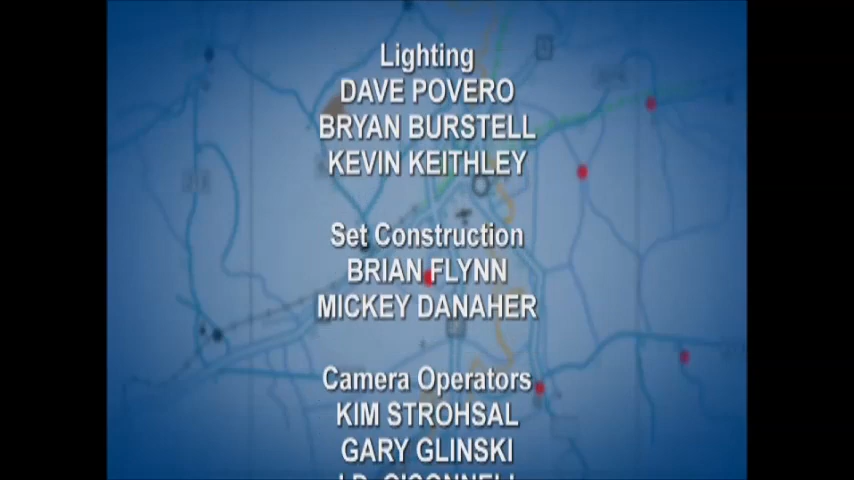 Lighting
DAVE POVERO
BRYAN BURSTELL
KEVIN KEITHLEY
Set Construction
BRIAN FLYNN
MICKEY DANAHER
Camera Operators
KIM STROHSAL
GARY GLINSKI